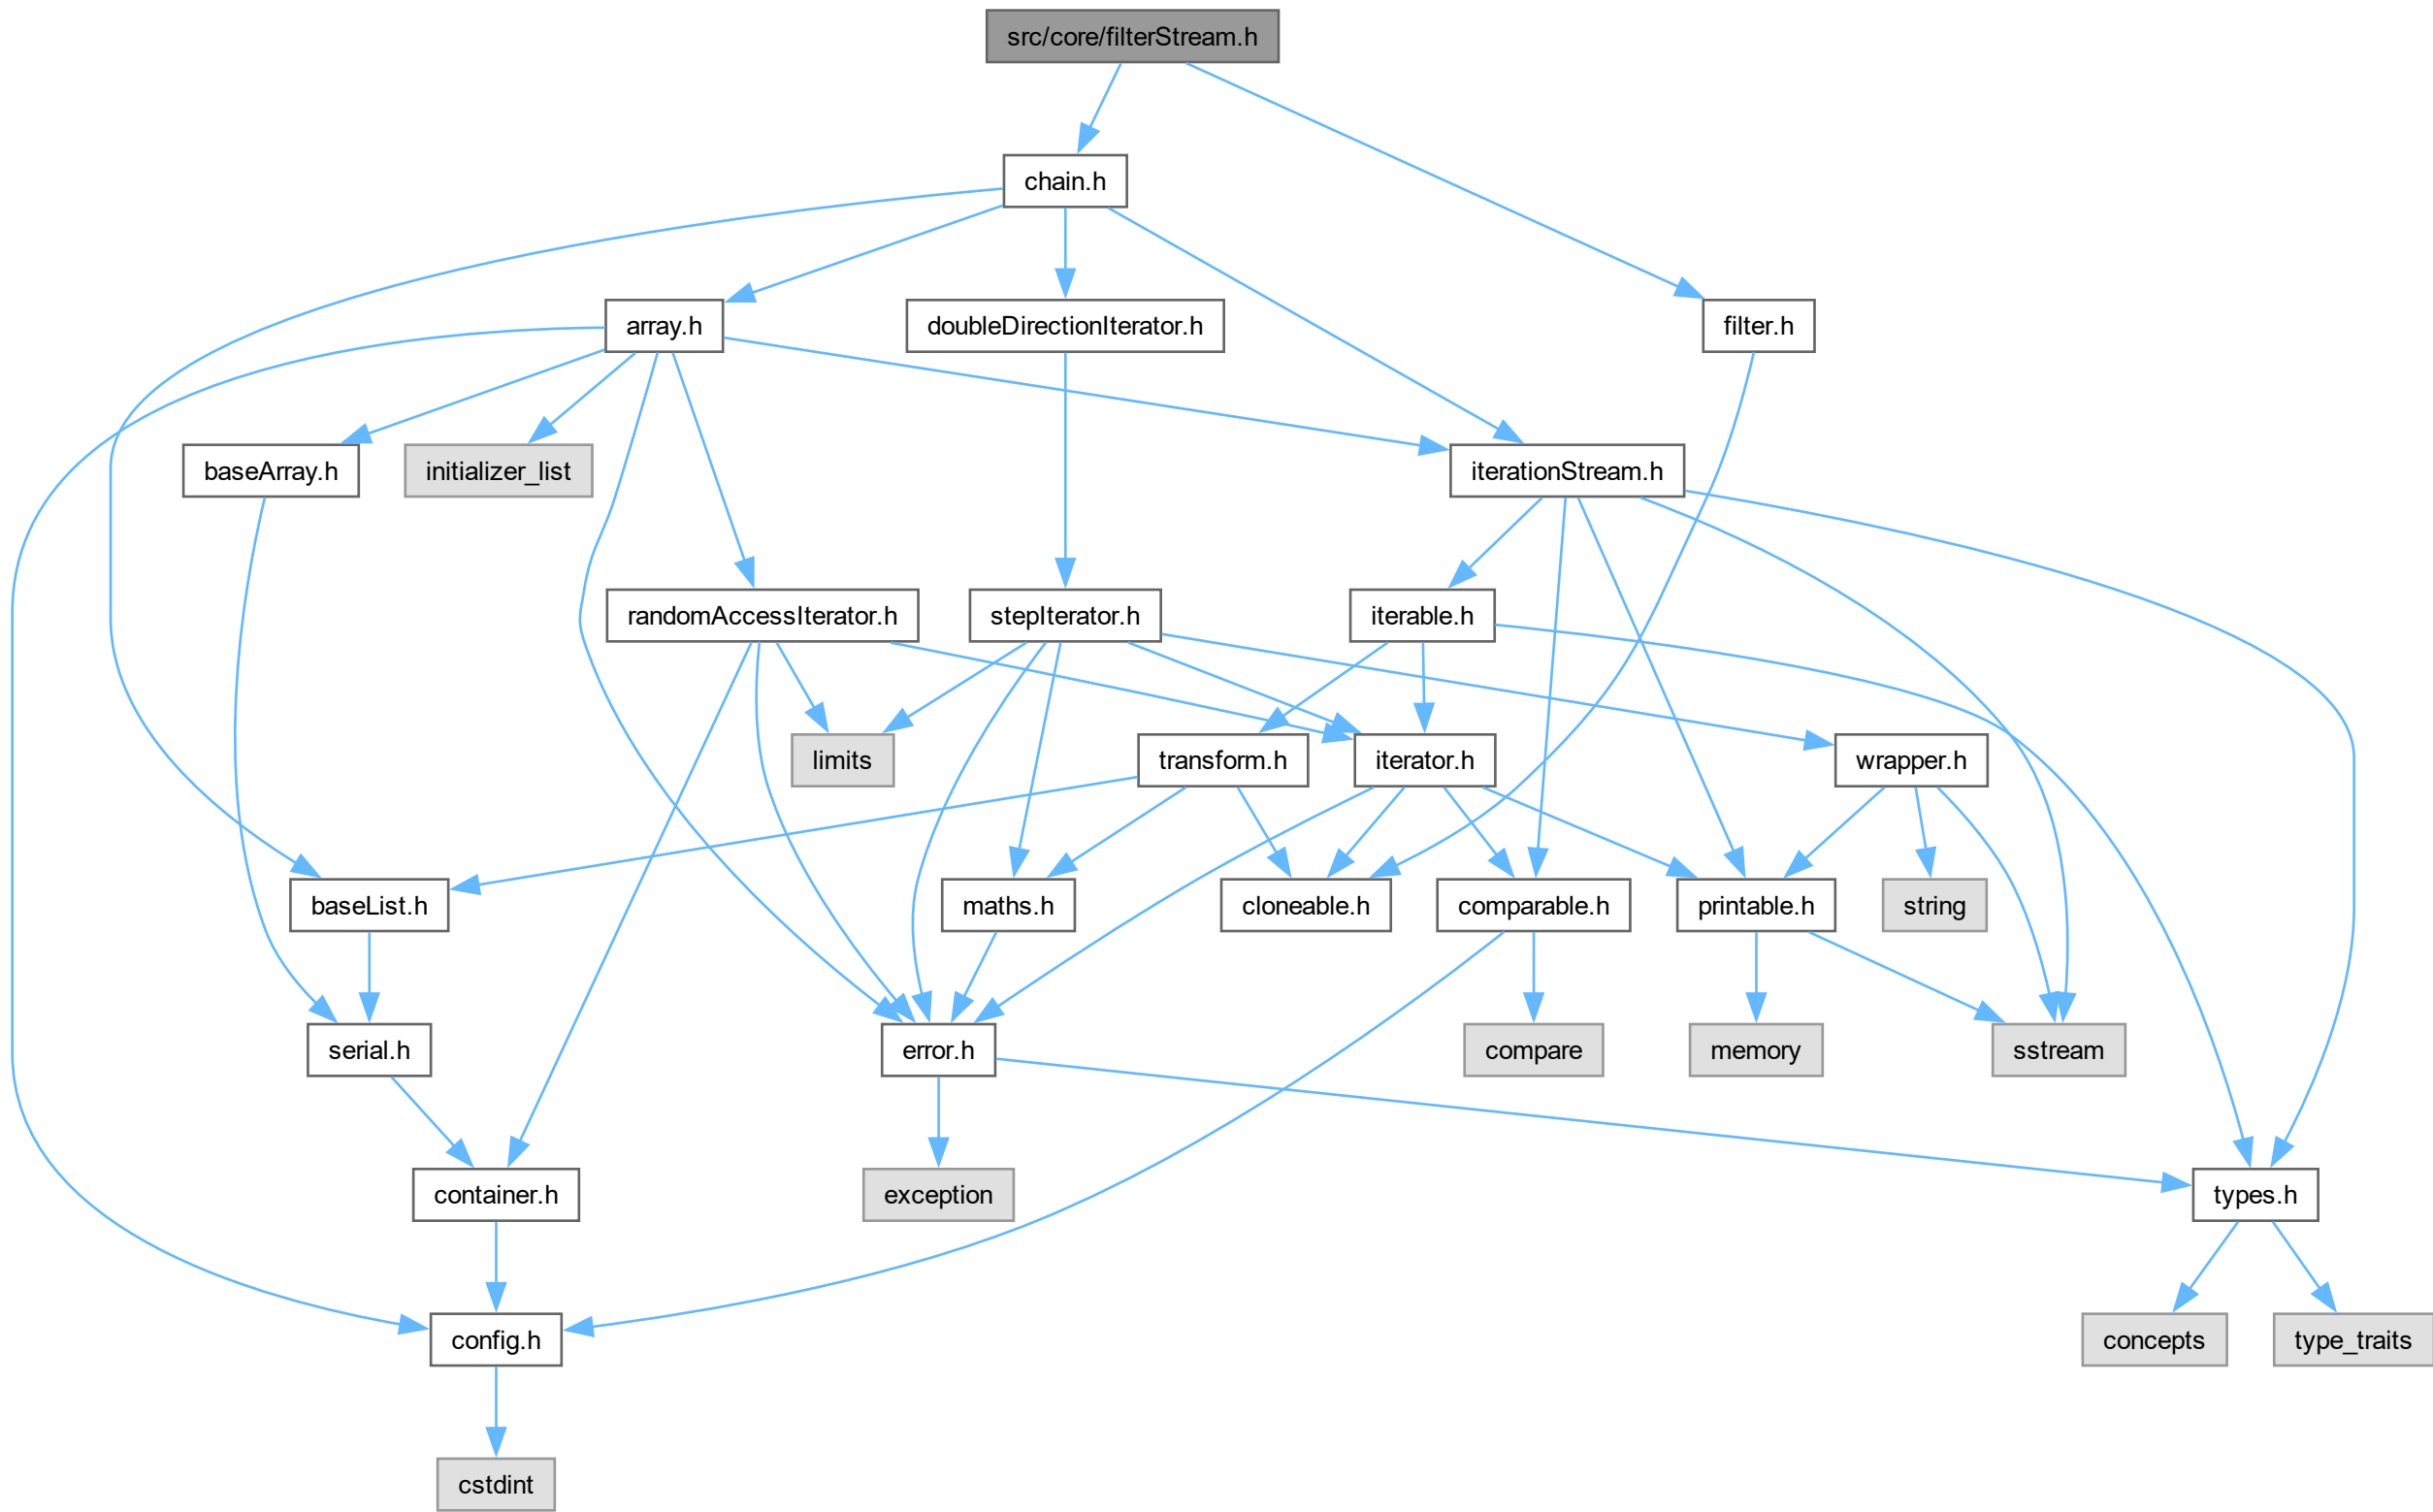 src/core/filterStream.h
chain.h
array.h
doubleDirectionIterator.h
filter.h
baseArray.h
initializer_list
iterationStream.h
randomAccessIterator.h
stepIterator.h
iterable.h
limits
transform.h
iterator.h
wrapper.h
baseList.h
maths.h
cloneable.h
comparable.h
printable.h
string
serial.h
error.h
compare
memory
sstream
container.h
exception
types.h
config.h
concepts
type_traits
cstdint